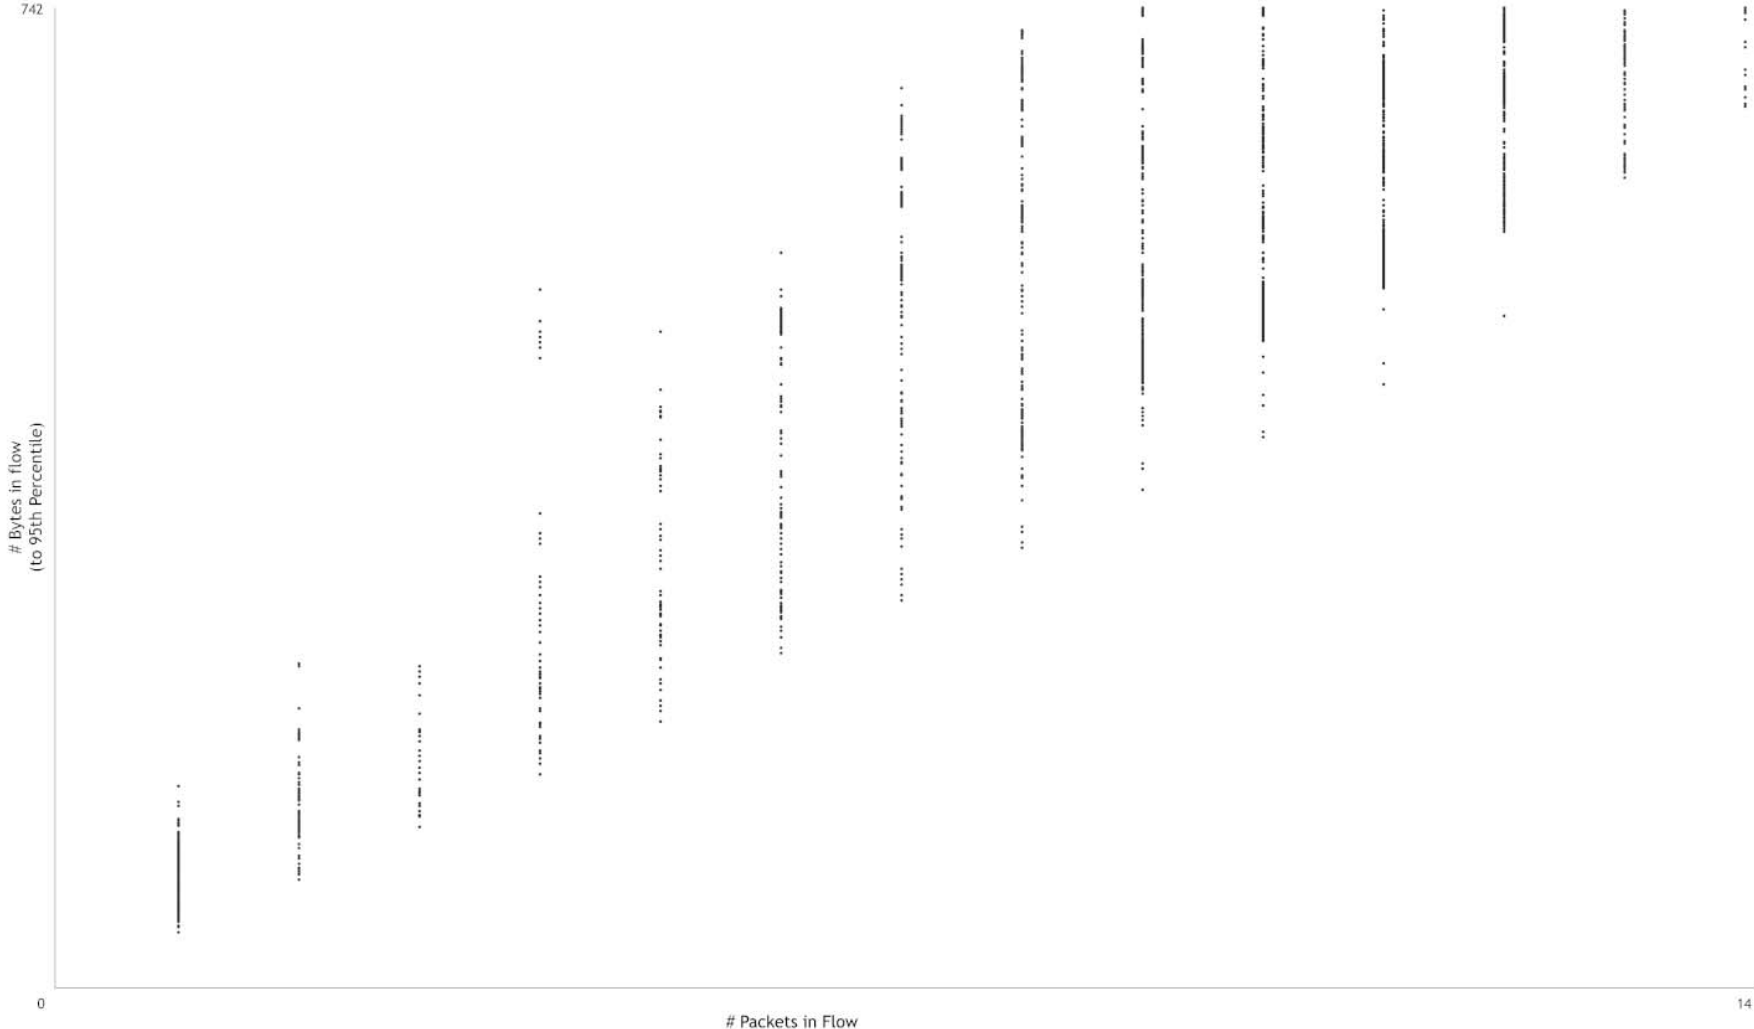 742
# Bytes in flow
(to 95th Percentile)
0
14
# Packets in Flow